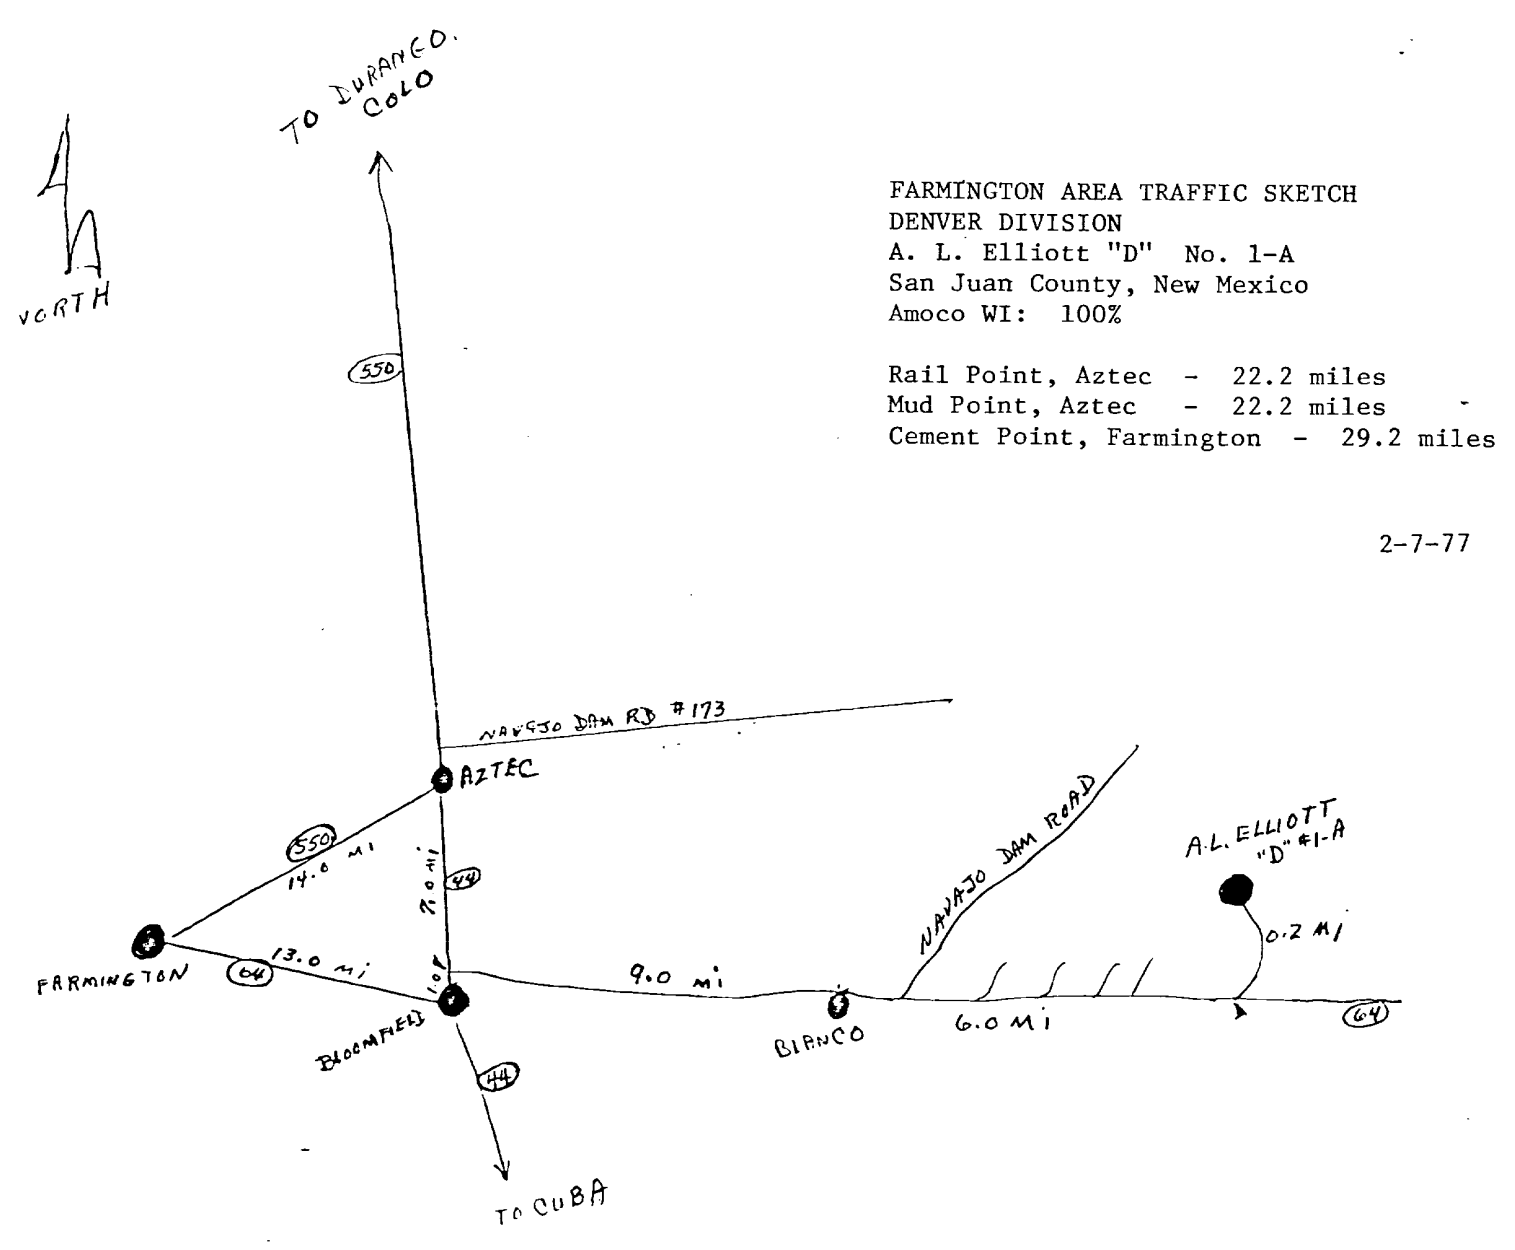 TO DURANGO.
COLO
NORTH
FARMINGTON AREA TRAFFIC SKETCH
DENVER DIVISION
A. L. Elliott "D" No. 1-A
San Juan County, New Mexico
Amoco WI: 100%
Rail Point, Aztec - 22.2 miles
Mud Point, Aztec - 22.2 miles
Cement Point, Farmington - 29.2 miles
2-7-77
550
NAVAJO DAM RD #173
AZTEC
550
14.0 MI
7.0 MI
44
NAVAJO DAM ROAD
A.L. ELLIOTT
"D" #1-A
0.2 MI
FARMINGTON
64
13.0 Mi
9.0 Mi
BLOOMFIELD
BLANCO
6.0 Mi
64
44
TO CUBA